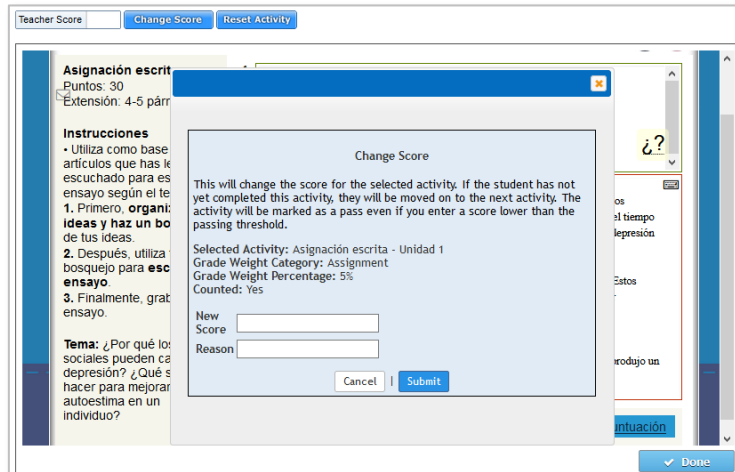 Teacher Score
Change Score
Reset Activity
Asignación escrit
Puntos: 30
Extensión: 4-5 párr
Instrucciones
• Utiliza como base
artículos que has le
escuchado para es
ensayo según el te
1. Primero, organiz
ideas y haz un bo
de tus ideas.
2. Después, utiliza
bosquejo para esc
ensayo.
3. Finalmente, grab
ensayo.
Tema: ¿Por qué los
sociales pueden ca
depresión? ¿Qué s
hacer para mejorar
autoestima en un
individuo?
Change Score
This will change the score for the selected activity. If the student has not
yet completed this activity, they will be moved on to the next activity. The
activity will be marked as a pass even if you enter a score lower than the
passing threshold.
Selected Activity: Asignación escrita - Unidad 1
Grade Weight Category: Assignment
Grade Weight Percentage: 5%
Counted: Yes
New
Score
Reason
Cancel | Submit
¿?
os
el tiempo
depresión
Estos
produjo un
untuación
Done